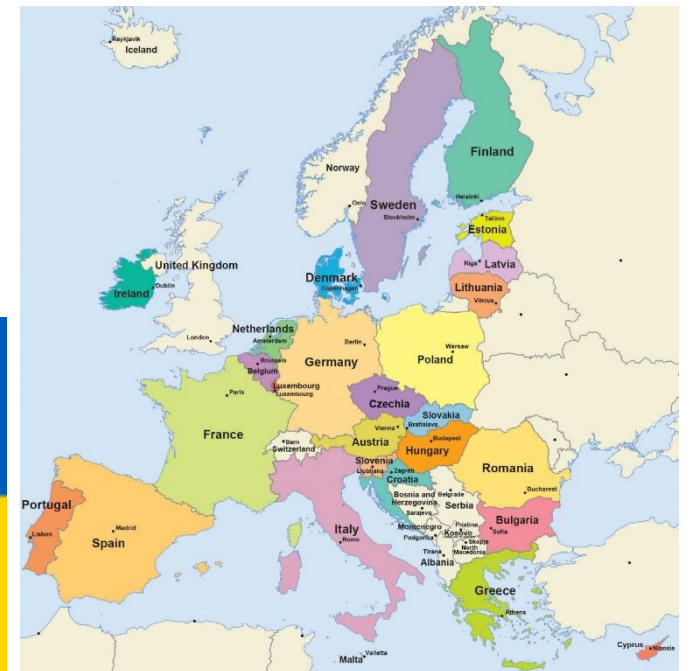 Reykjavik
Iceland
Norway
Oslo
Finland
Helsinki
Sweden
Stockholm
Tallinn
Estonia
Riga
Latvia
Lithuania
Vilnius
United Kingdom
Ireland
Dublin
London
Denmark
Copenhagen
Netherlands
Amsterdam
Brussels
Belgium
Luxembourg
Luxembourg
Berlin
Germany
Warsaw
Poland
Prague
Czechia
Slovakia
Bratislava
Vienna
Austria
Budapest
Hungary
Paris
France
Bern
Switzerland
Slovenia
Ljubljana
Zagreb
Croatia
Romania
Bucharest
Bosnia and
Herzegovina
Sarajevo
Belgrade
Serbia
Montenegro
Podgorica
Pristina
Kosovo
Skopje
North
Macedonia
Bulgaria
Sofia
Tirana
Albania
Portugal
Lisbon
Madrid
Spain
Italy
Rome
Greece
Athens
Valletta
Malta
Cyprus
Nicosia